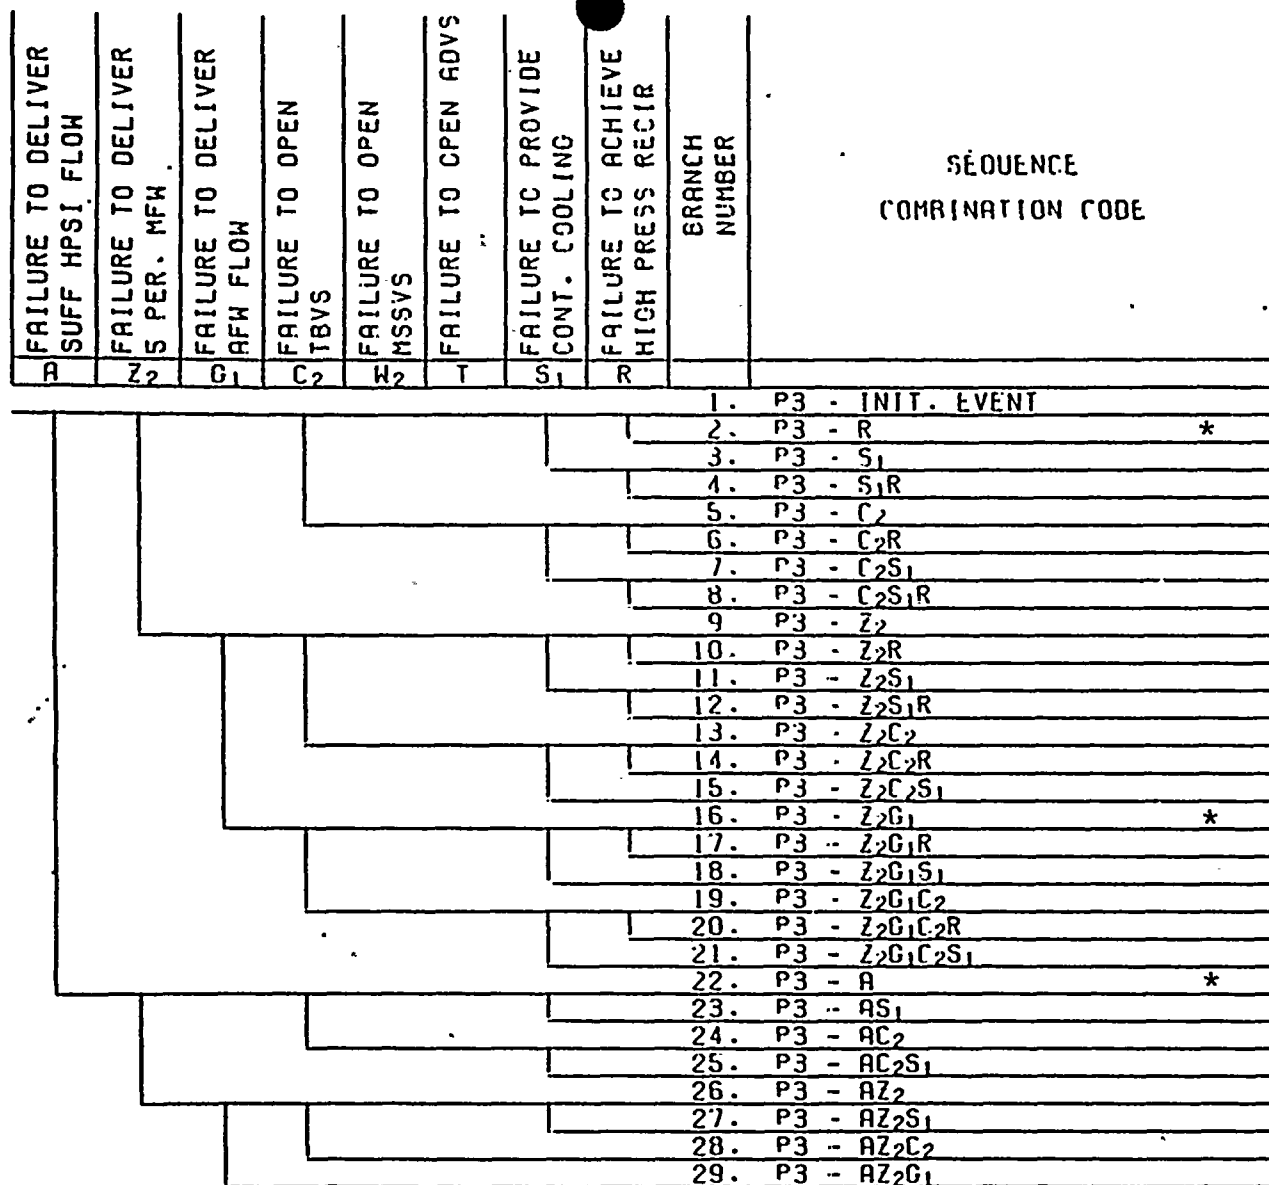 FAILURE TO DELIVER
SUFF HPSI FLOW
FAILURE TO DELIVER
5 PER. MFW
FAILURE TO DELIVER
AFW FLOW
FAILURE TO OPEN
TBVS
FAILURE TO OPEN
MSSVS
FAILURE TO CPEN ADVS
FAILURE TC PROVIDE
CONT. COOLING
FAILURE TO ACHIEVE
HIGH PRESS RECIR
BRANCH
NUMBER
SEQUENCE
COMBINATION CODE
A Z2 G1 C2 W2 T S1 R
1. P3 - INIT. EVENT
2. P3 - R *
3. P3 - S1
4. P3 - S1R
5. P3 - C2
6. P3 - C2R
7. P3 - C2S1
8. P3 - C2S1R
9 P3 - Z2
10. P3 - Z2R
11. P3 - Z2S1
12. P3 - Z2S1R
13. P3 - Z2C2
14. P3 - Z2C2R
15. P3 - Z2C2S1
16. P3 - Z2G1 *
17. P3 - Z2G1R
18. P3 - Z2G1S1
19. P3 - Z2G1C2
20. P3 - Z2G1C2R
21. P3 - Z2G1C2S1
22. P3 - A *
23. P3 - AS1
24. P3 - AC2
25. P3 - AC2S1
26. P3 - AZ2
27. P3 - AZ2S1
28. P3 - AZ2C2
29. P3 - AZ2G1